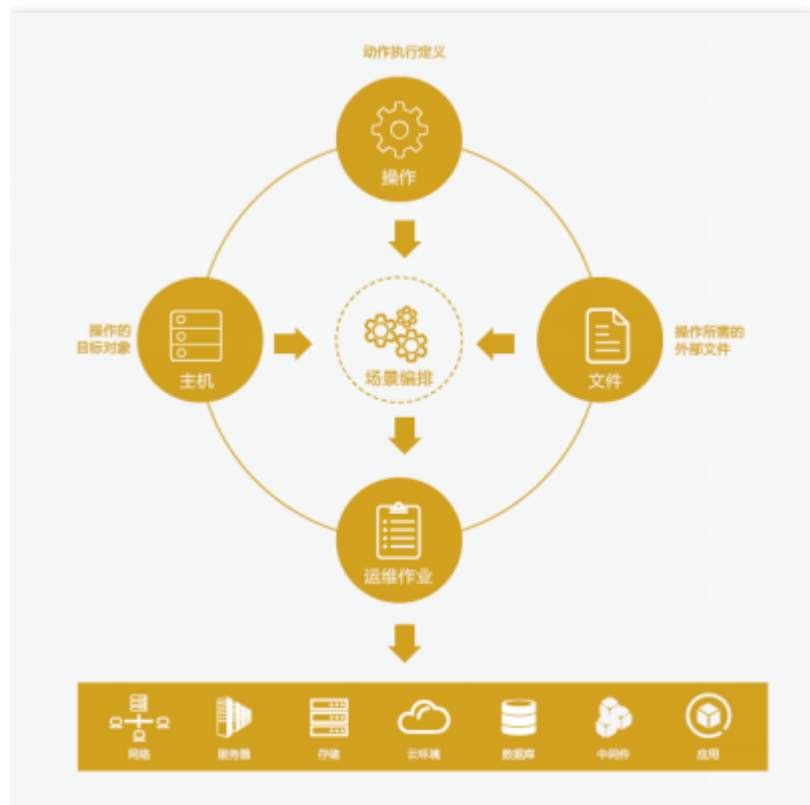 动作执行定义
操作
操作的
目标对象
主机
场景编排
文件
操作所需的
外部文件
运维作业
网络
服务器
存储
云环境
数据库
中间件
应用